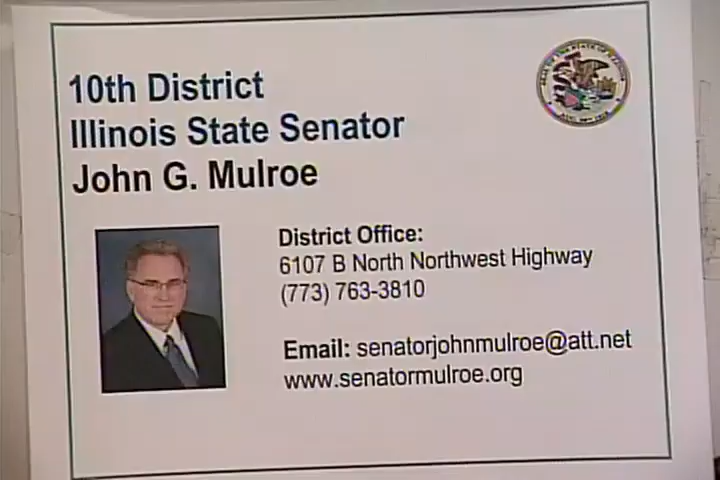 10th District
Illinois State Senator
John G. Mulroe
District Office:
6107 B North Northwest Highway
(773) 763-3810
Email: senatorjohnmulroe@att.net
www.senatormulroe.org